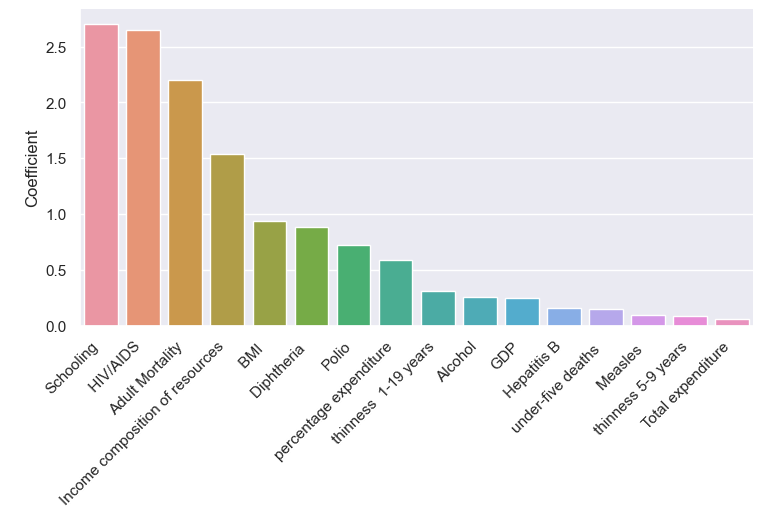 2.5
2.0
1.5
1.0
0.5
0.0
Coefficient
Schooling
HIV/AIDS
Adult Mortality
Income composition of resources
BMI
Diphtheria
Polio
percentage expenditure
thinness  1-19 years
Alcohol
GDP
Hepatitis B
under-five deaths
Measles
thinness 5-9 years
Total expenditure